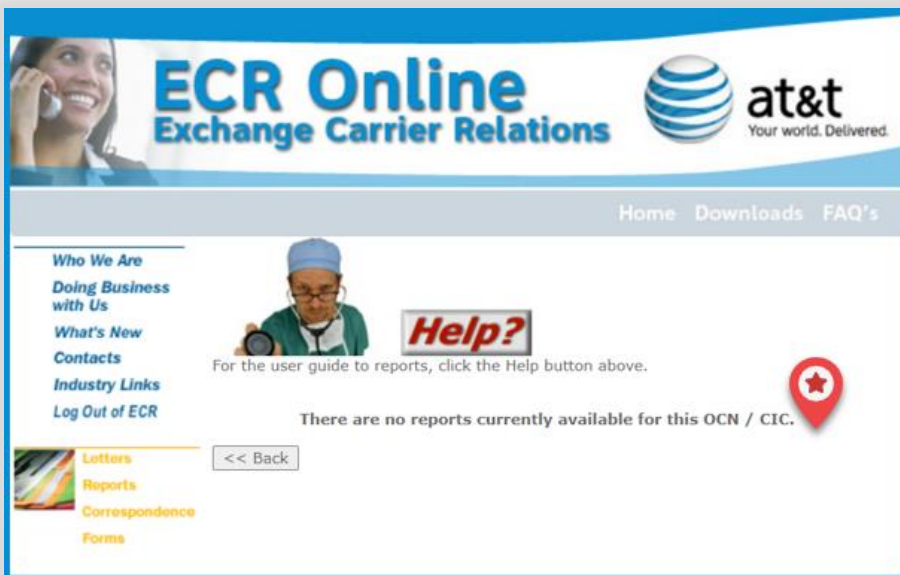 ECR Online
Exchange Carrier Relations
at&t
Your world. Delivered.
Home Downloads FAQ's
Who We Are
Doing Business
with Us
What's New
Contacts
Industry Links
Log Out of ECR
Help?
For the user guide to reports, click the Help button above.
There are no reports currently available for this OCN / CIC.
<< Back
Letters
Reports
Correspondence
Forms